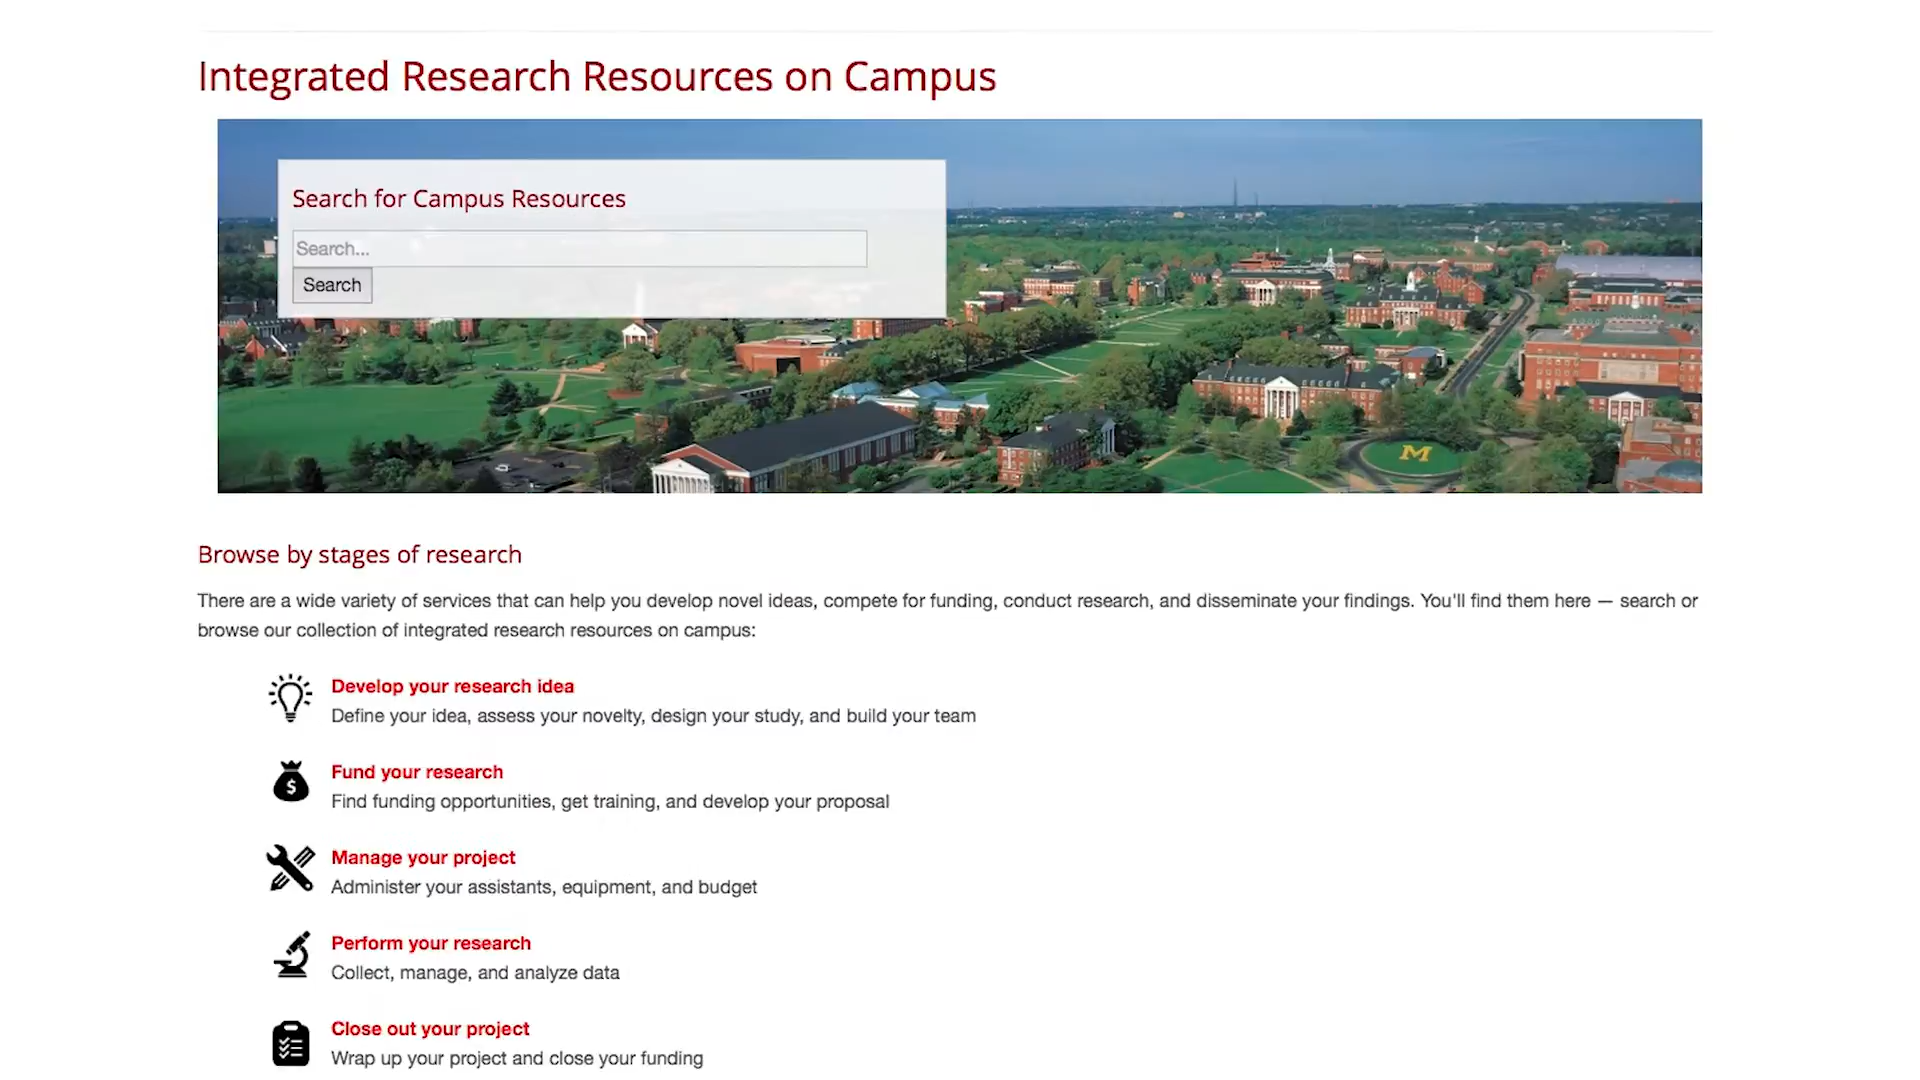 Integrated Research Resources on Campus
Search for Campus Resources
Search...
Search
M
Browse by stages of research
There are a wide variety of services that can help you develop novel ideas, compete for funding, conduct research, and disseminate your findings. You'll find them here — search or
browse our collection of integrated research resources on campus:
Develop your research idea
Define your idea, assess your novelty, design your study, and build your team
$
Fund your research
Find funding opportunities, get training, and develop your proposal
Manage your project
Administer your assistants, equipment, and budget
Perform your research
Collect, manage, and analyze data
Close out your project
Wrap up your project and close your funding